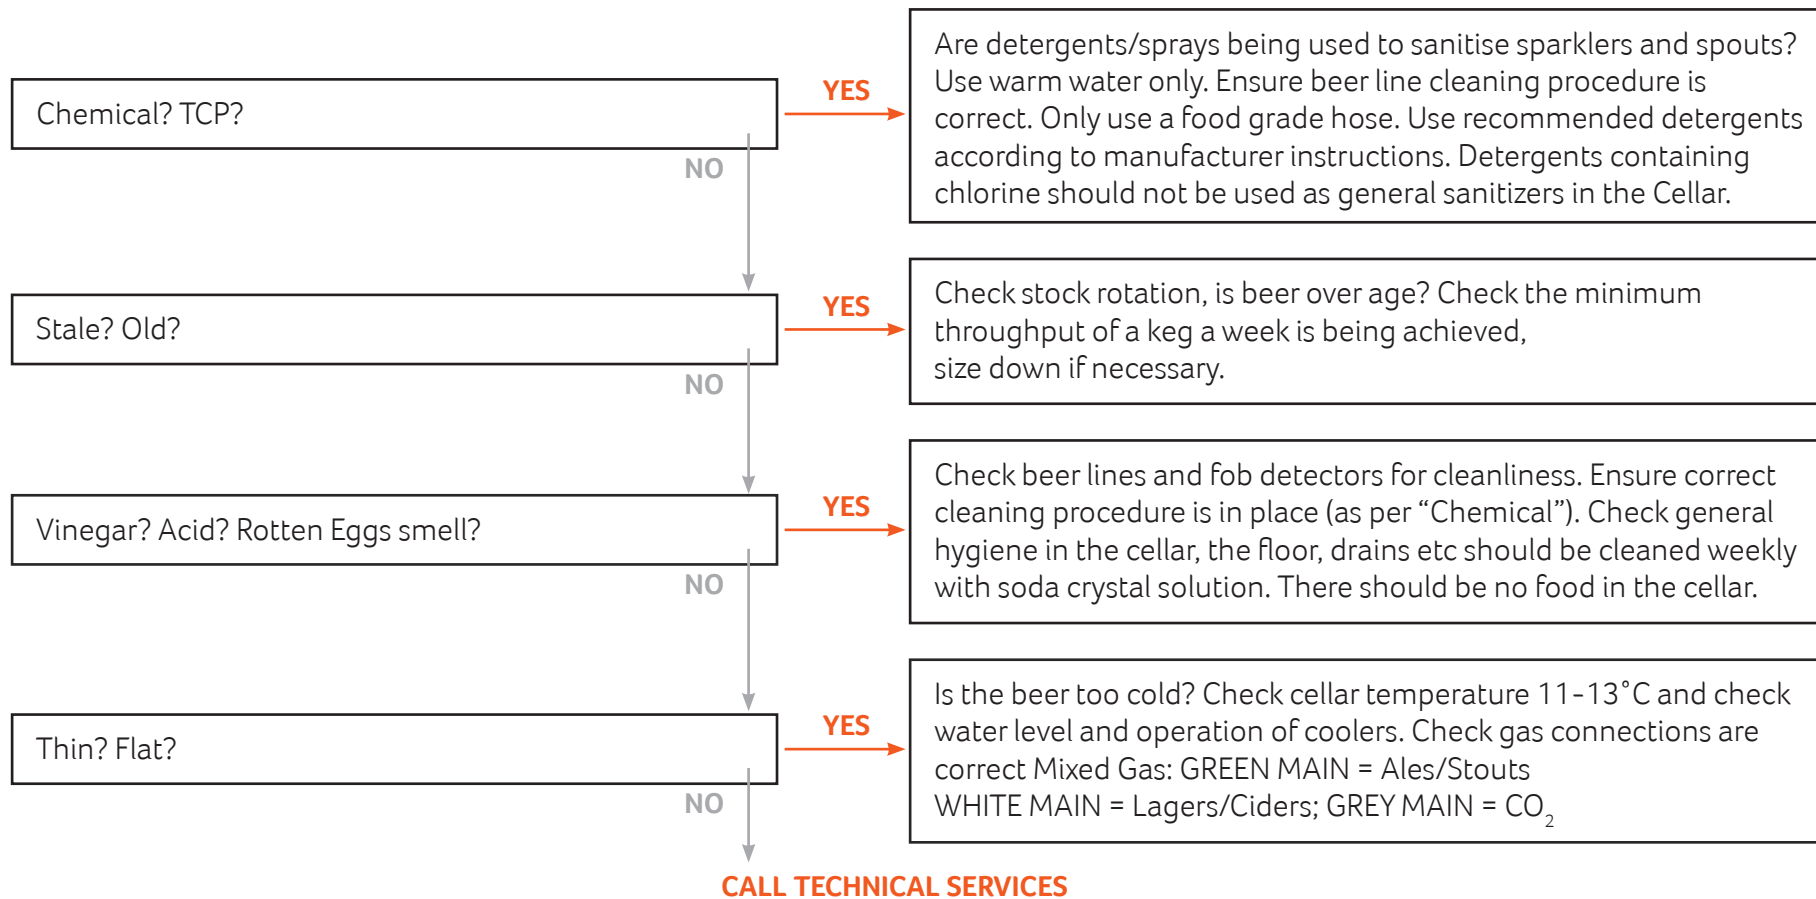 Chemical? TCP?
YES
Are detergents/sprays being used to sanitise sparklers and spouts?
Use warm water only. Ensure beer line cleaning procedure is
correct. Only use a food grade hose. Use recommended detergents
according to manufacturer instructions. Detergents containing
chlorine should not be used as general sanitizers in the Cellar.
NO
Stale? Old?
YES
Check stock rotation, is beer over age? Check the minimum
throughput of a keg a week is being achieved,
size down if necessary.
NO
Vinegar? Acid? Rotten Eggs smell?
YES
Check beer lines and fob detectors for cleanliness. Ensure correct
cleaning procedure is in place (as per “Chemical”). Check general
hygiene in the cellar, the floor, drains etc should be cleaned weekly
with soda crystal solution. There should be no food in the cellar.
NO
Thin? Flat?
YES
Is the beer too cold? Check cellar temperature 11-13˚C and check
water level and operation of coolers. Check gas connections are
correct Mixed Gas: GREEN MAIN = Ales/Stouts
WHITE MAIN = Lagers/Ciders; GREY MAIN = CO₂
NO
CALL TECHNICAL SERVICES